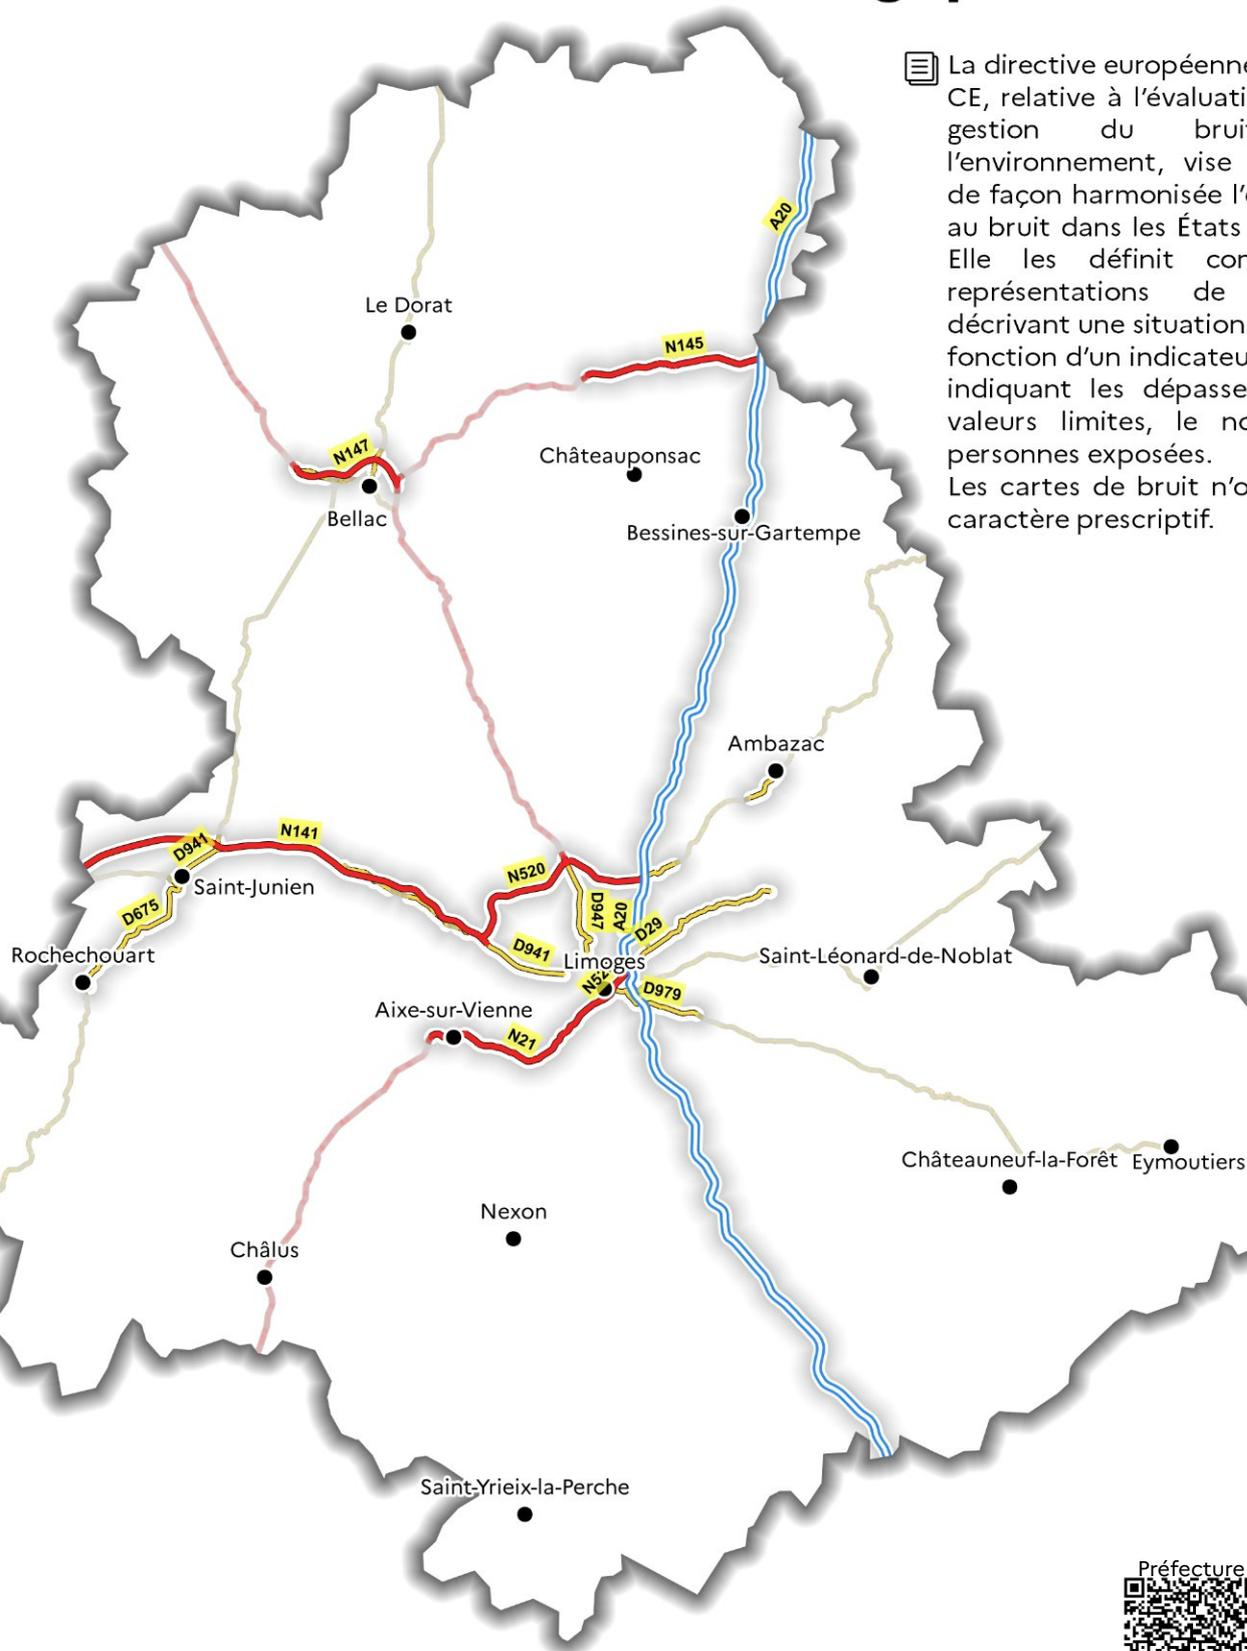 La directive européenne
CE, relative à l'évaluati
gestion du bruit
l'environnement, vise
de façon harmonisée l'
au bruit dans les États
Elle les définit
représentations de
décrivant une situation
fonction d'un indicateu
indiquant les dépasse
valeurs limites, le
personnes exposées.
Les cartes de bruit
caractère prescriptif.
A20
Le Dorat
N145
N147
Châteauponsac
Bellac
Bessines-sur-Gartempe
Ambazac
N141
D941
N520
Saint-Junien
D947
A20
D675
D29
D941
Rochechouart
Limoges
Saint-Léonard-de-Noblat
N52
D979
Aixe-sur-Vienne
N21
Châteauneuf-la-Forêt
Eymoutiers
Nexon
Châlus
Saint-Yrieix-la-Perche
Préfecture